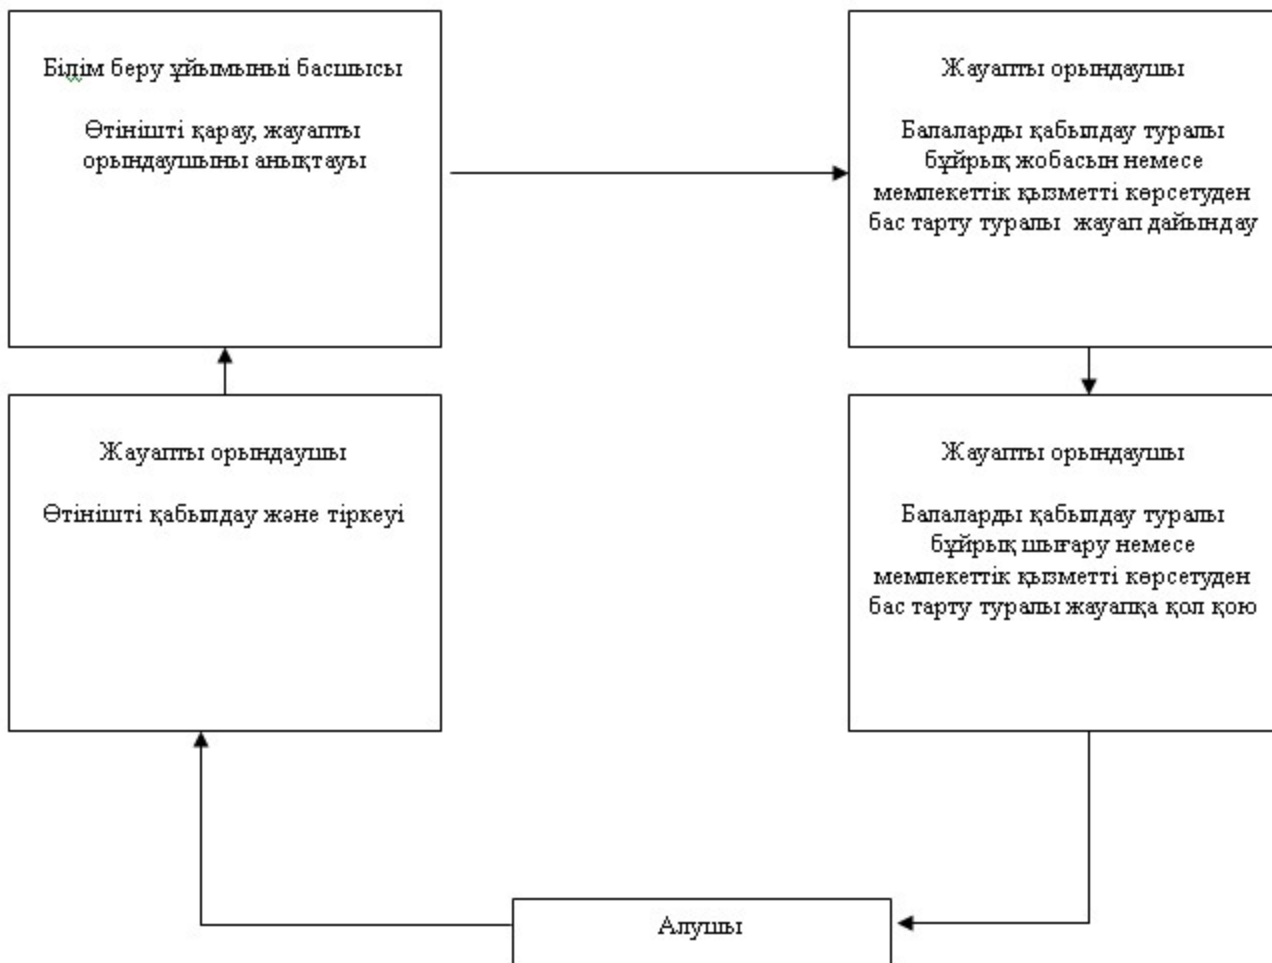 Білім беру ұйымыныі басшысы
Өтінішті қарау, жауапты
орындаушыны анықтауы
Жауапты орындаушы
Балаларды қабылдау туралы
бұйрық жобасын немесе
мемлекеттік қызметті көрсетуден
бас тарту туралы жауап дайындау
Жауапты орындаушы
Өтінішті қабылдау және тіркеуі
Жауапты орындаушы
Балаларды қабылдау туралы
бұйрық шығару немесе
мемлекеттік қызметті көрсетуден
бас тарту туралы жауапқа қол қою
Алушы